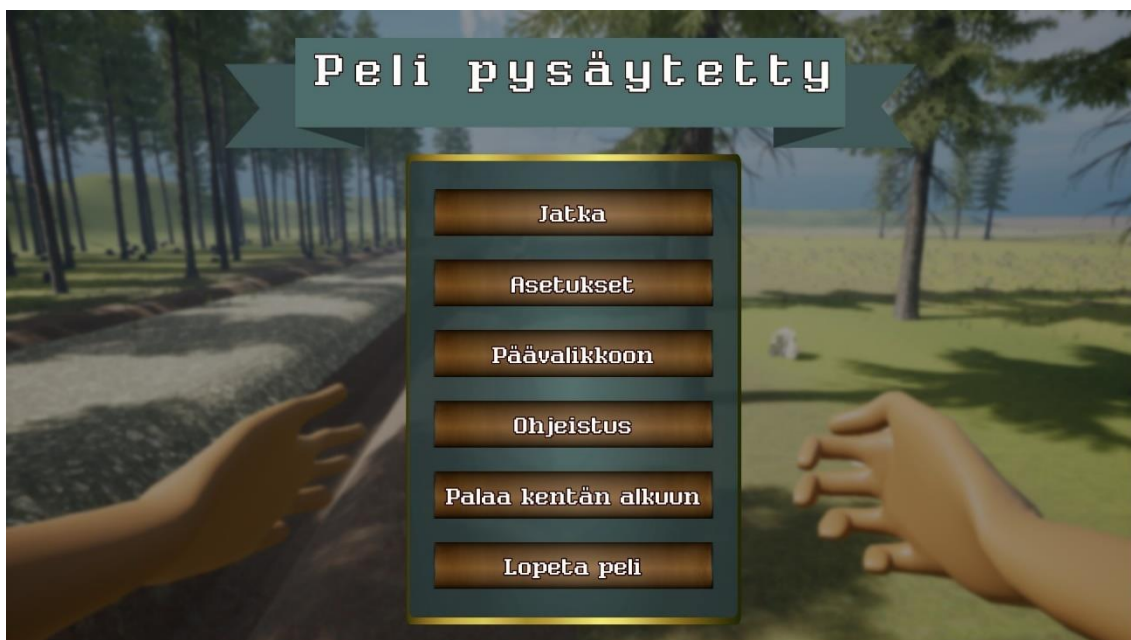 Peli pysäytetty
Jatka
Asetukset
Päävalikkoon
Ohjeistus
Palaa kentän alkuun
Lopeta peli